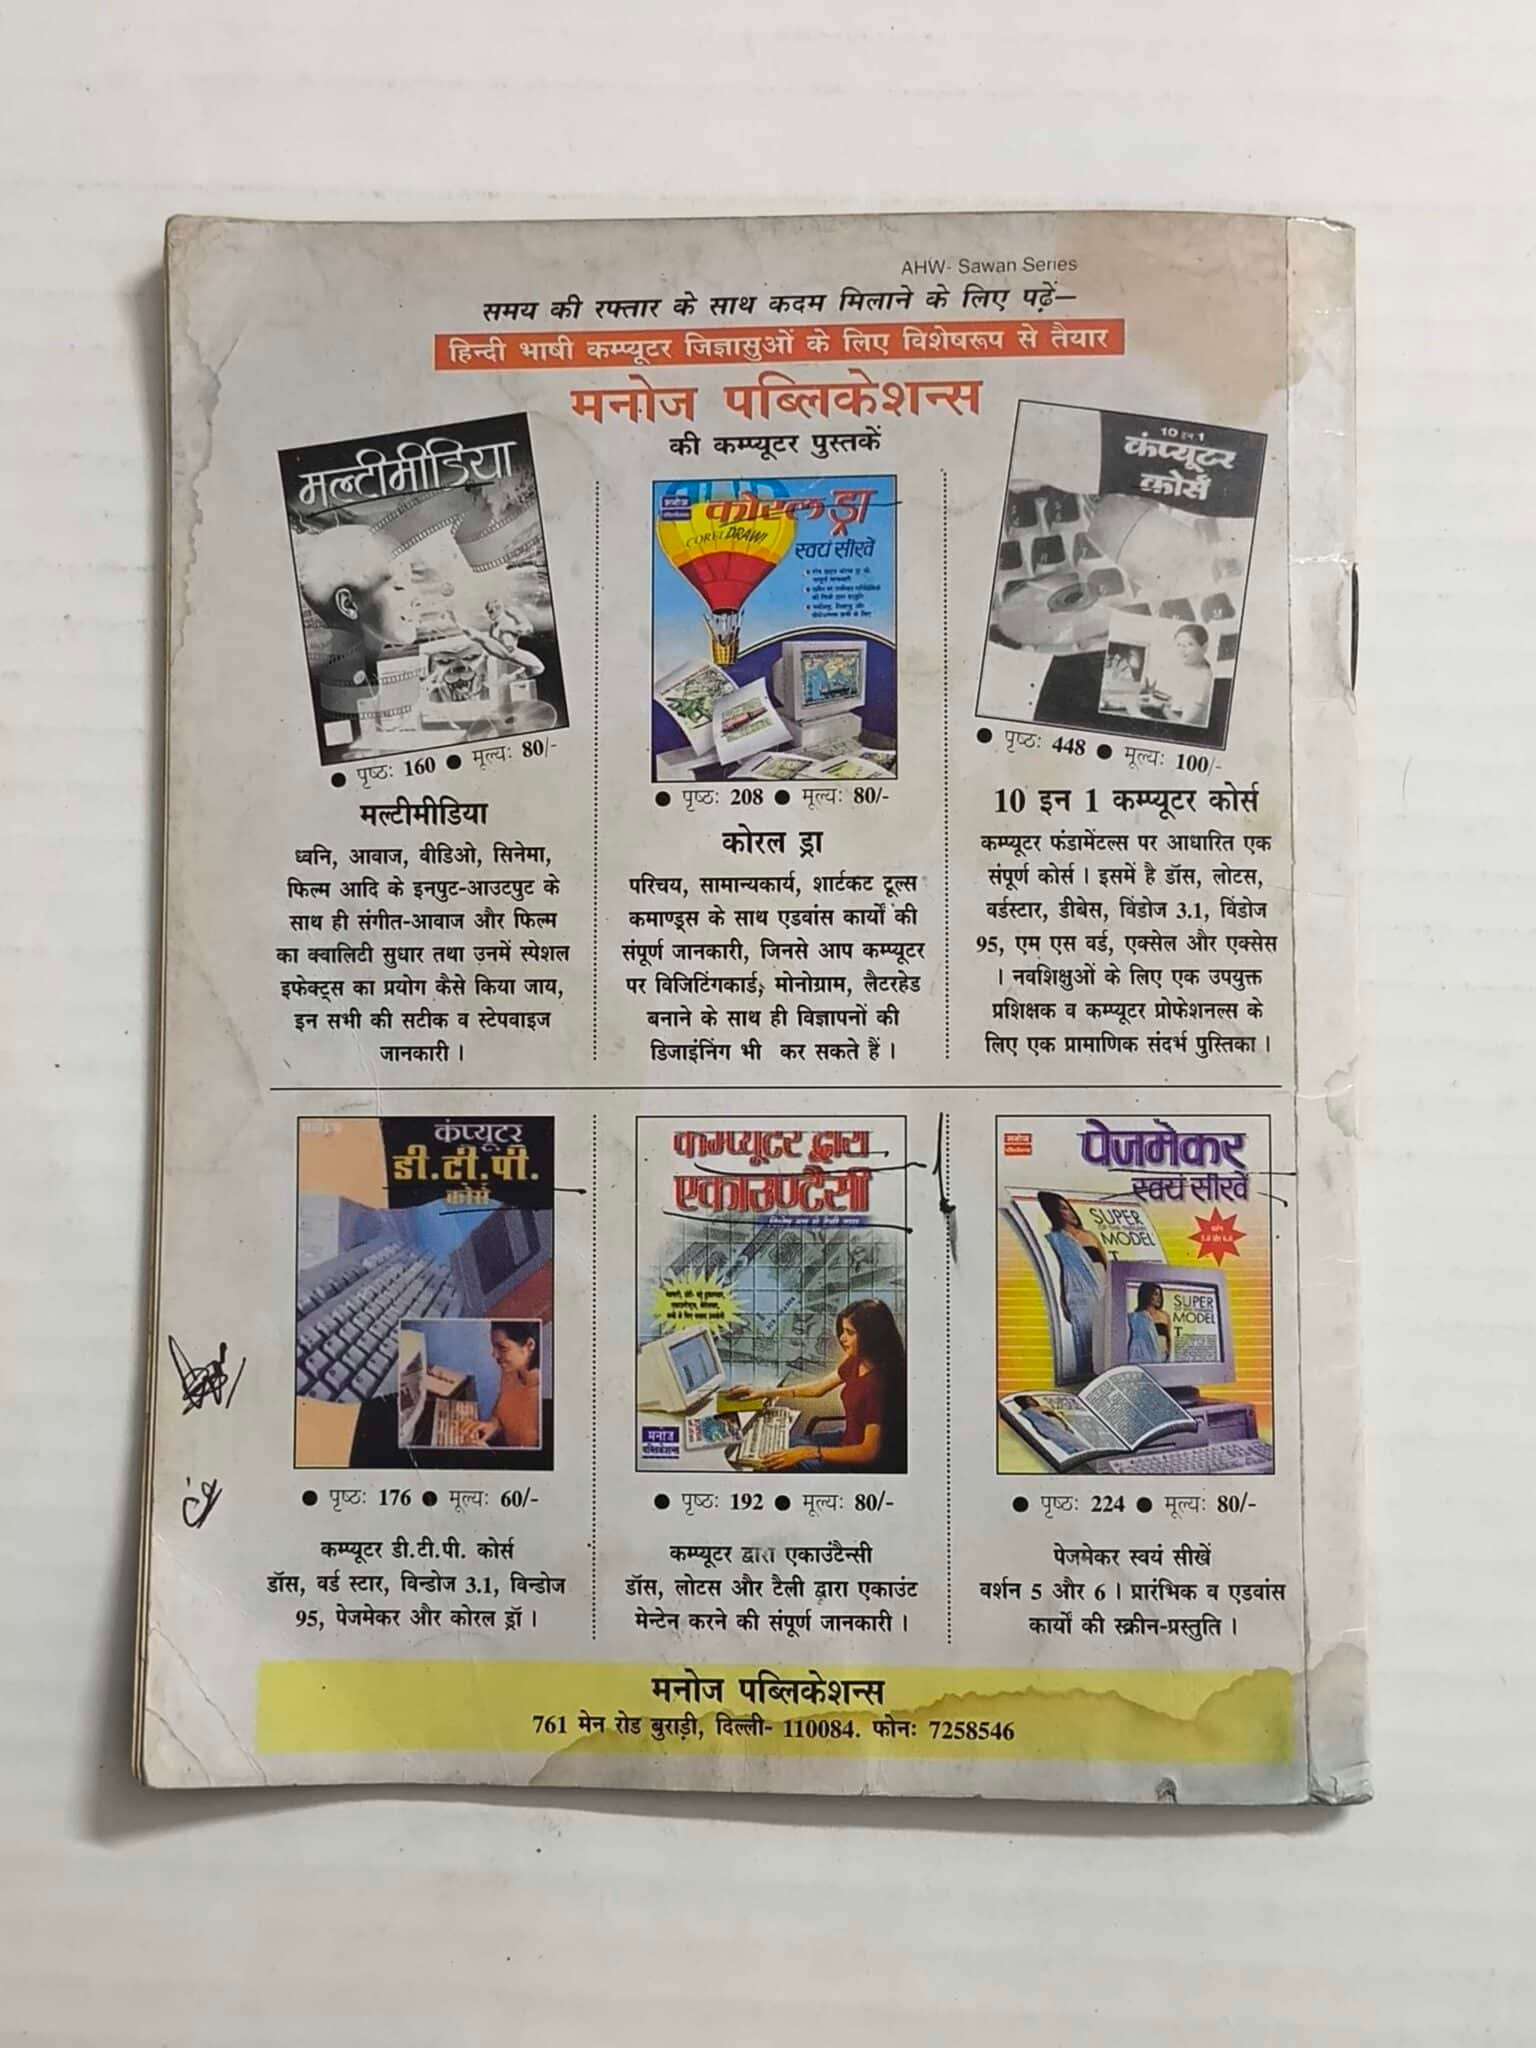 AHW- Sawan Series
समय की रफ्तार के साथ कदम मिलाने के लिए पढ़ें—
हिन्दी भाषी कम्प्यूटर जिज्ञासुओं के लिए विशेषरूप से तैयार
मनोज पब्लिकेशन्स
की कम्प्यूटर पुस्तकें
मल्टीमीडिया
● पृष्ठ: 160 ● मूल्य: 80/-
मल्टीमीडिया
ध्वनि, आवाज, वीडिओ, सिनेमा,
फिल्म आदि के इनपुट-आउटपुट के
साथ ही संगीत-आवाज और फिल्म
का क्वालिटी सुधार तथा उनमें स्पेशल
इफेक्ट्स का प्रयोग कैसे किया जाय,
इन सभी की सटीक व स्टेपवाइज
जानकारी ।
कोरल ड्रा
COREL DRAW!
स्वयं सीखें
● पृष्ठ: 208 ● मूल्य: 80/-
कोरल ड्रा
परिचय, सामान्यकार्य, शार्टकट टूल्स
कमाण्ड्स के साथ एडवांस कार्यों की
संपूर्ण जानकारी, जिनसे आप कम्प्यूटर
पर विजिटिंगकार्ड, मोनोग्राम, लैटरहेड
बनाने के साथ ही विज्ञापनों की
डिजाइंनिंग भी कर सकते हैं ।
10 इन 1
कंप्यूटर
कोर्स
● पृष्ठ: 448 ● मूल्य: 100/-
10 इन 1 कम्प्यूटर कोर्स
कम्प्यूटर फंडामेंटल्स पर आधारित एक
संपूर्ण कोर्स । इसमें है डॉस, लोटस,
वर्डस्टार, डीबेस, विंडोज 3.1, विंडोज
95, एम एस वर्ड, एक्सेल और एक्सेस
। नवशिक्षुओं के लिए एक उपयुक्त
प्रशिक्षक व कम्प्यूटर प्रोफेशनल्स के
लिए एक प्रामाणिक संदर्भ पुस्तिका ।
कंप्यूटर
डी.टी.पी.
कोर्स
● पृष्ठ: 176 ● मूल्य: 60/-
कम्प्यूटर डी.टी.पी. कोर्स
डॉस, वर्ड स्टार, विन्डोज 3.1, विन्डोज
95, पेजमेकर और कोरल ड्रॉ ।
कम्प्यूटर द्वारा
एकाउण्टैंसी
मनोज
पब्लिकेशन्स
● पृष्ठ: 192 ● मूल्य: 80/-
कम्प्यूटर द्वारा एकाउंटैन्सी
डॉस, लोटस और टैली द्वारा एकाउंट
मेन्टेन करने की संपूर्ण जानकारी ।
पेजमेकर
स्वयं सीखें
SUPER
MODEL
SUPER
MODEL
● पृष्ठ: 224 ● मूल्य: 80/-
पेजमेकर स्वयं सीखें
वर्शन 5 और 6 । प्रारंभिक व एडवांस
कार्यों की स्क्रीन-प्रस्तुति ।
मनोज पब्लिकेशन्स
761 मेन रोड बुराड़ी, दिल्ली- 110084. फोनः 7258546